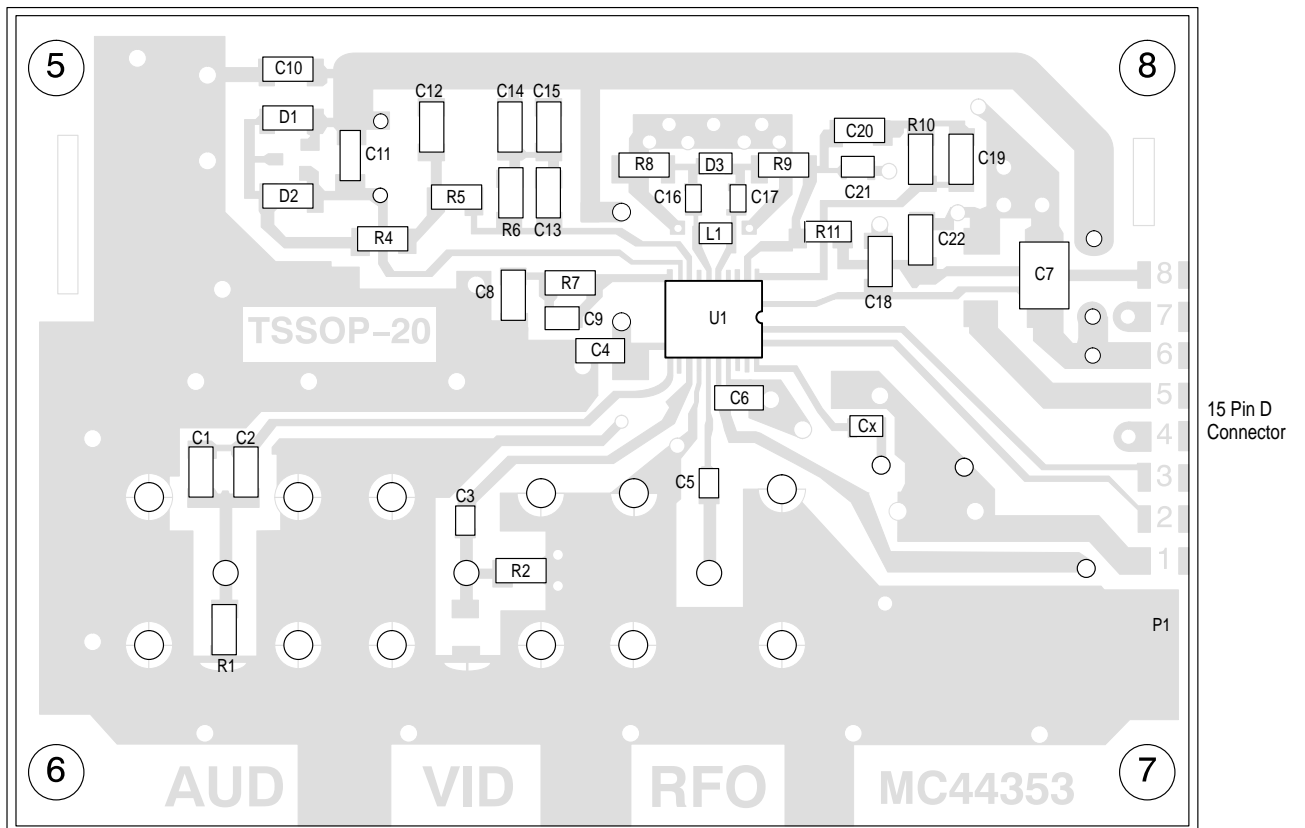 5
8
C10
C12
C14
C15
D1
C11
C20
R10
C19
R8
D3
R9
C21
D2
R5
C16
C17
R6
C13
R4
L1
R11
C22
C8
R7
C18
C7
8
C9
U1
7
TSSOP–20
C4
6
C6
5
15 Pin D
Connector
C1
C2
Cx
4
C5
3
C3
2
R2
1
P1
R1
6
7
AUD
VID
RFO
MC44353